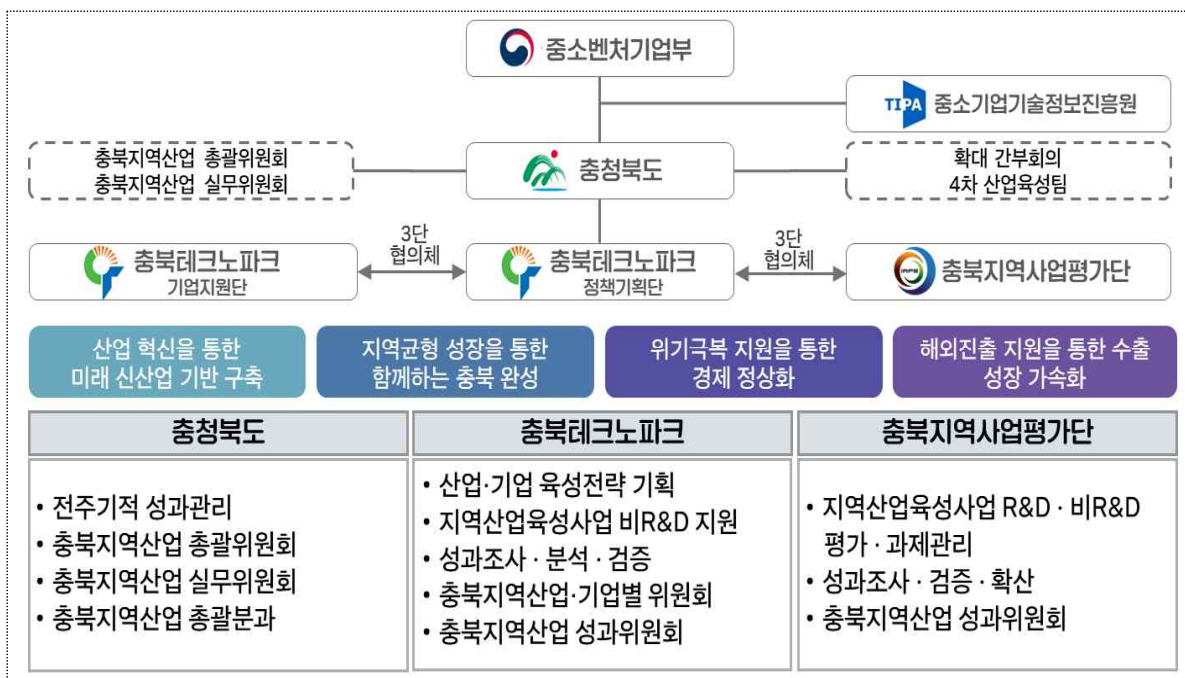 중소벤처기업부
TIPA 중소기업기술정보진흥원
충북지역산업 총괄위원회
충북지역산업 실무위원회
충청북도
확대 간부회의
4차 산업육성팀
충북테크노파크
기업지원단
3단
협의체
충북테크노파크
정책기획단
3단
협의체
충북지역사업평가단
산업 혁신을 통한
미래 신산업 기반 구축
지역균형 성장을 통한
함께하는 충북 완성
위기극복 지원을 통한
경제 정상화
해외진출 지원을 통한 수출
성장 가속화
충청북도
• 전주기적 성과관리
• 충북지역산업 총괄위원회
• 충북지역산업 실무위원회
• 충북지역산업 총괄분과
충북테크노파크
• 산업·기업 육성전략 기획
• 지역산업육성사업 비R&D 지원
• 성과조사 · 분석 · 검증
• 충북지역산업·기업별 위원회
• 충북지역산업 성과위원회
충북지역사업평가단
• 지역산업육성사업 R&D · 비R&D
평가 · 과제관리
• 성과조사 · 검증 · 확산
• 충북지역산업 성과위원회